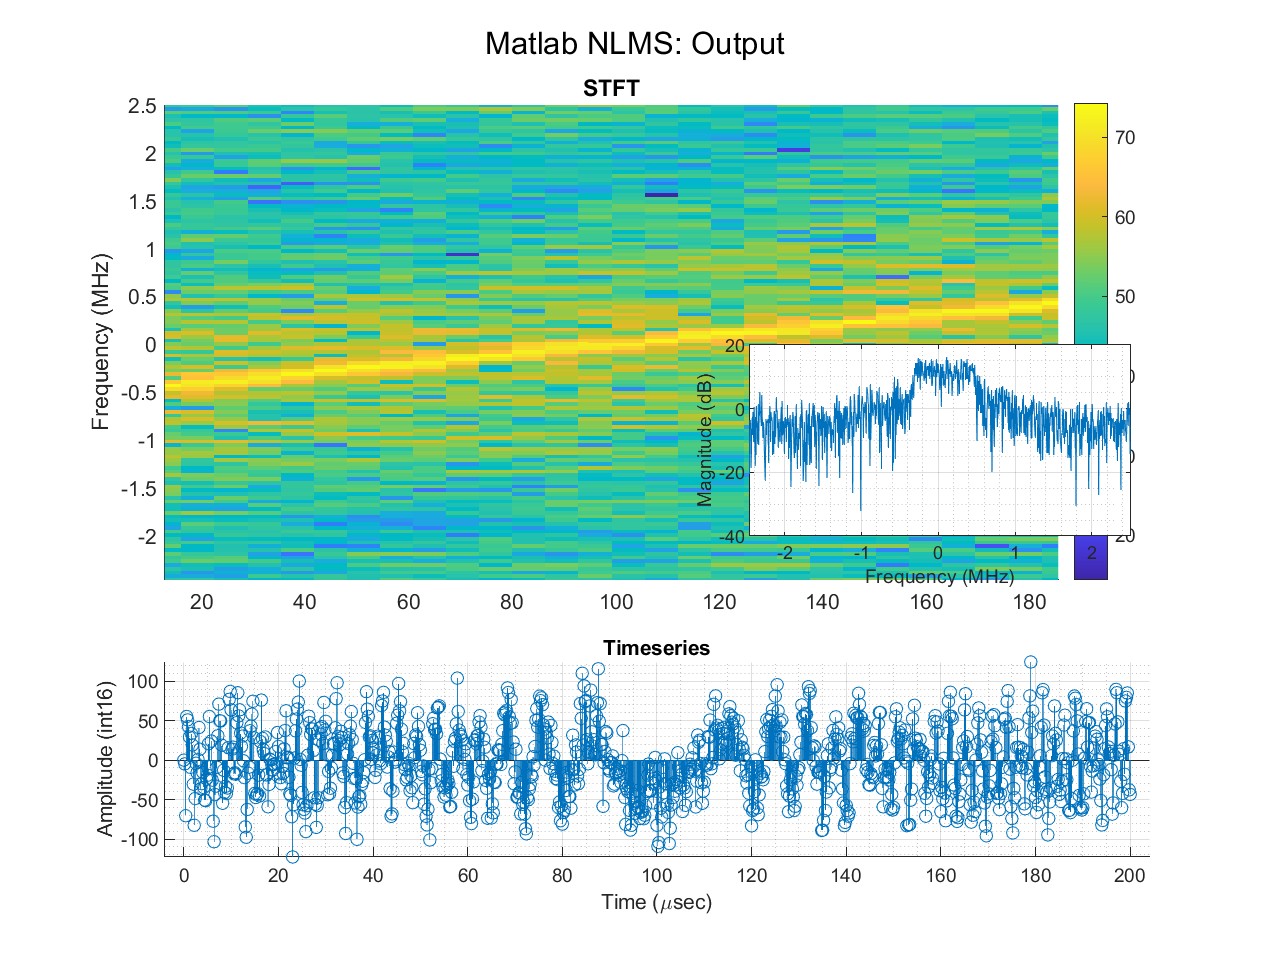 Matlab NLMS: Output
STFT
2.5
2
1.5
1
0.5
0
-0.5
-1
-1.5
-2
Frequency (MHz)
20 40 60 80 100 120 140 160 180
70
60
50
20
20
0
-20
-40
Magnitude (dB)
-2 -1 0 1 2
Frequency (MHz)
Timeseries
100
50
0
-50
-100
Amplitude (int16)
0 20 40 60 80 100 120 140 160 180 200
Time (μsec)